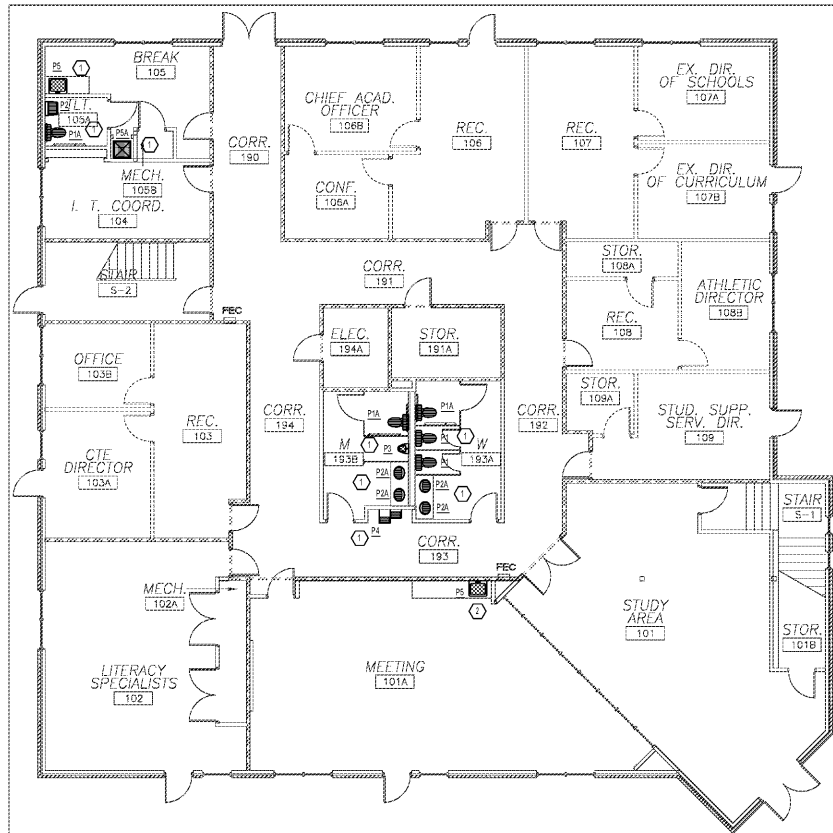 BREAK
105
P5
1
P2
TLT.
105A
1
P1A
P5A
1
MECH.
105B
I. T. COORD.
104
STAIR
S-2
FEC
CORR.
190
CHIEF ACAD.
OFFICER
106B
CONF.
106A
REC.
106
REC.
107
EX. DIR.
OF SCHOOLS
107A
EX. DIR.
OF CURRICULUM
107B
CORR.
191
STOR.
108A
REC.
108
ATHLETIC
DIRECTOR
108B
ELEC.
194A
STOR.
191A
OFFICE
103B
REC.
103
CTE
DIRECTOR
103A
CORR.
194
CORR.
192
STOR.
109A
STUD. SUPP.
SERV. DIR.
109
P1A
P1A
M
193B
1
P3
P1
1
W
193A
P1
1
P2A
P2A
P2A
P2A
1
1
P4
CORR.
193
FEC
STAIR
S-1
MECH.
102A
P5
2
STUDY
AREA
101
STOR.
101B
LITERACY
SPECIALISTS
102
MEETING
101A